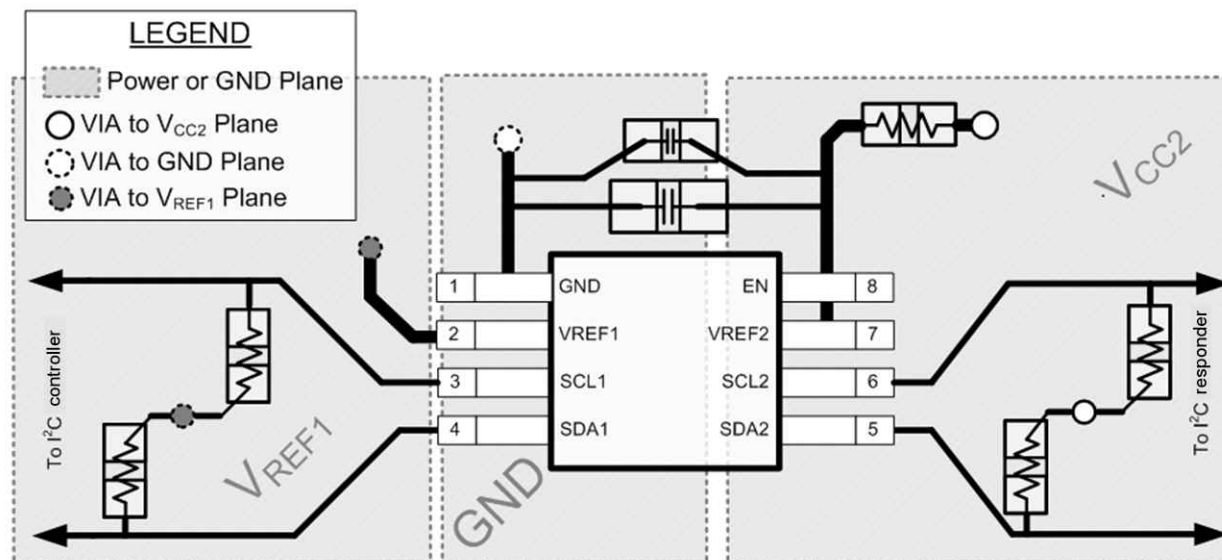 LEGEND
Power or GND Plane
VIA to VCC2 Plane
VIA to GND Plane
VIA to VREF1 Plane
VCC2
1 GND EN 8
2 VREF1 VREF2 7
3 SCL1 SCL2 6
4 SDA1 SDA2 5
To I²C controller
To I²C responder
VREF1
GND